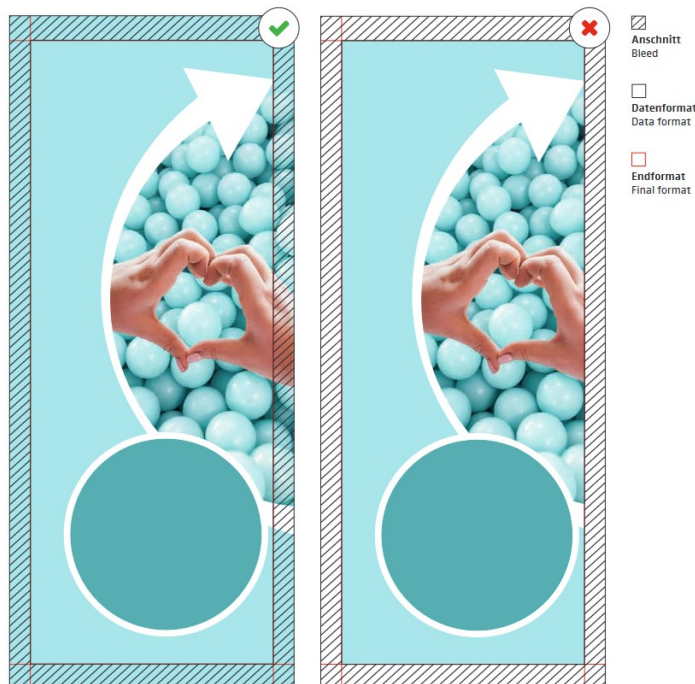 Anschnitt
Bleed
Datenformat
Data format
Endformat
Final format